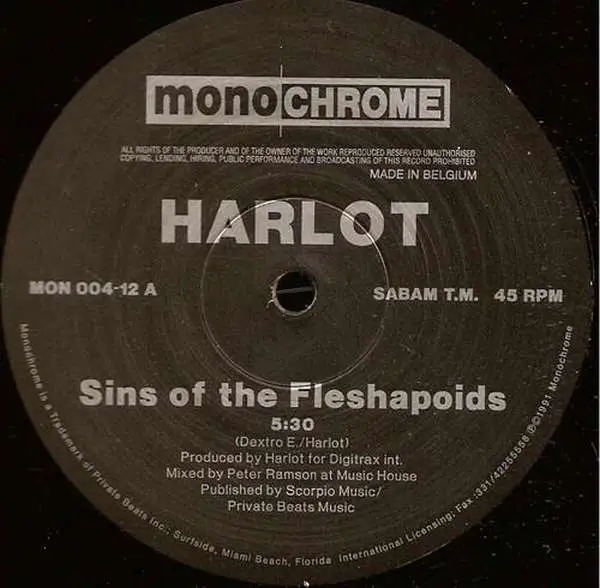 monoCHROME
ALL RIGHTS OF THE PRODUCER AND OF THE OWNER OF THE WORK REPRODUCED RESERVED UNAUTHORISED
COPYING, LENDING, HIRING, PUBLIC PERFORMANCE AND BROADCASTING OF THIS RECORD PROHIBITED
MADE IN BELGIUM
HARLOT
MON 004-12 A
SABAM T.M. 45 RPM
Sins of the Fleshapoids
5:30
(Dextro E./Harlot)
Produced by Harlot for Digitrax int.
Mixed by Peter Ramson at Music House
Published by Scorpio Music/
Private Beats Music
Monochrome is a Trademark of Private Beats Inc., Surfside, Miami Beach, Florida International Licensing: Fax.:331/42255558 ℗©1991 Monochrome